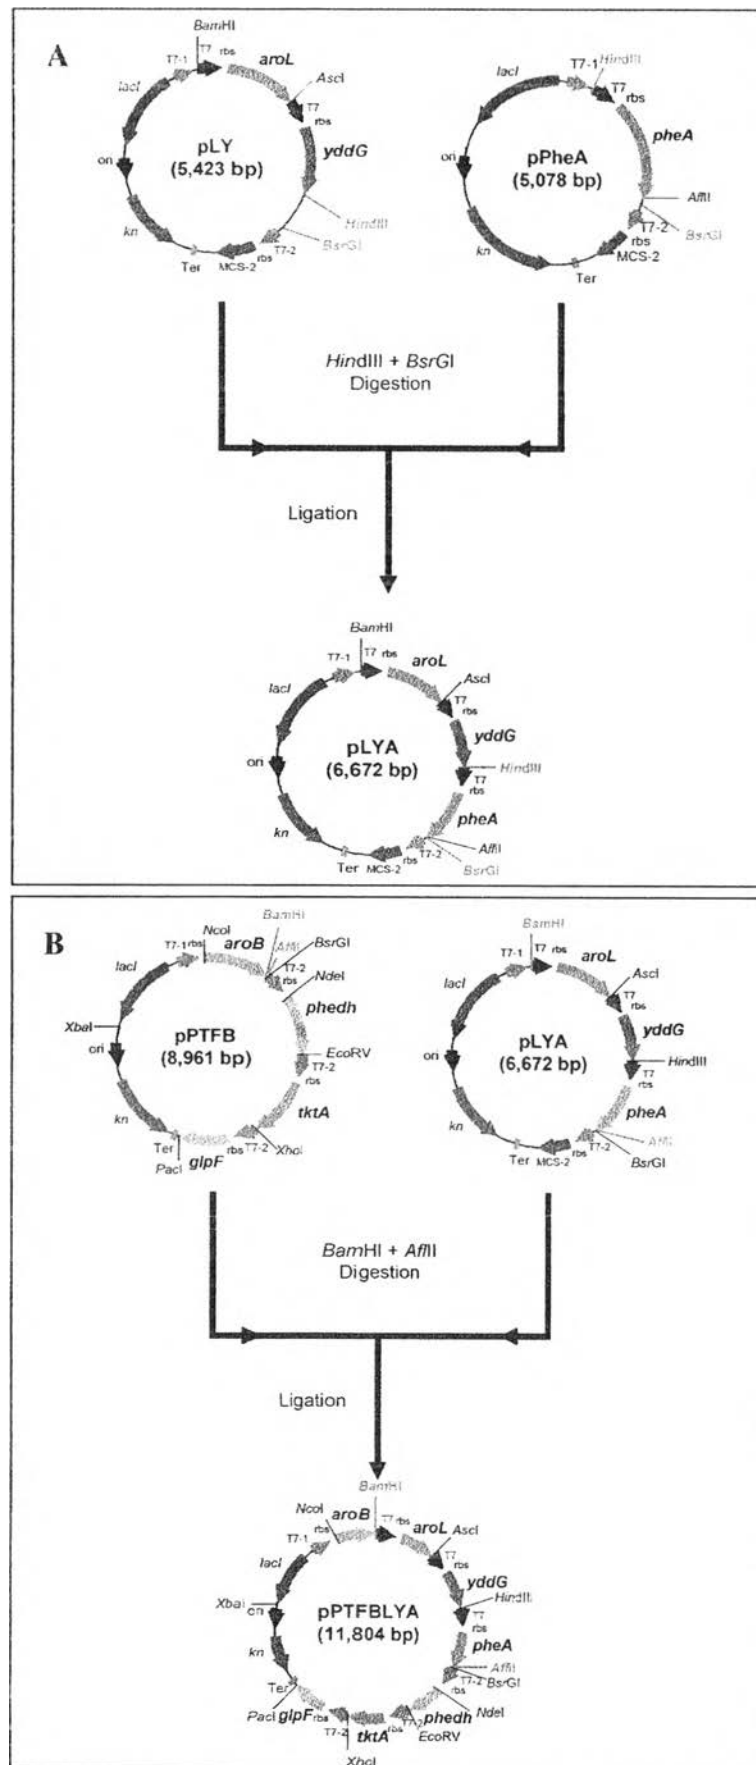 A
BamHI
T7 rbs aroL
T7-1
AscI
T7
rbs
yddG
lacI
ori
pLY
(5,423 bp)
HindIII
BsrGI
T7-2
rbs
MCS-2
Ter
kn
T7-1
HindIII
T7
rbs
lacI
pheA
ori
pPheA
(5,078 bp)
AflII
BsrGI
T7-2
rbs
MCS-2
Ter
kn
HindIII + BsrGI
Digestion
Ligation
BamHI
T7-1
T7 rbs aroL
AscI
T7
rbs
yddG
lacI
ori
pLYA
(6,672 bp)
HindIII
T7
rbs
pheA
AflII
BsrGI
T7-2
rbs
MCS-2
Ter
kn
B
NcoI
BamHI
T7-1 rbs
aroB
AflII
BsrGI
T7-2
rbs
NdeI
lacI
phedh
XbaI
ori
pPTFB
(8,961 bp)
EcoRV
T7-2
rbs
tktA
kn
Ter
PacI
glpF
rbs
T7-2
XhoI
BamHI
T7-1
T7 rbs aroL
AscI
T7
rbs
yddG
lacI
ori
pLYA
(6,672 bp)
HindIII
T7
rbs
pheA
AflII
BsrGI
T7-2
rbs
MCS-2
Ter
kn
BamHI + AflII
Digestion
Ligation
BamHI
NcoI
aroB
T7 rbs aroL
AscI
T7-1
rbs
T7
rbs
yddG
lacI
HindIII
XbaI
ori
pPTFBLYA
(11,804 bp)
T7
rbs
pheA
kn
AflII
T7-2
BsrGI
rbs
Ter
PacI
glpF
rbs
T7-2
tktA
rbs
T7-2
phedh
NdeI
EcoRV
XhoI